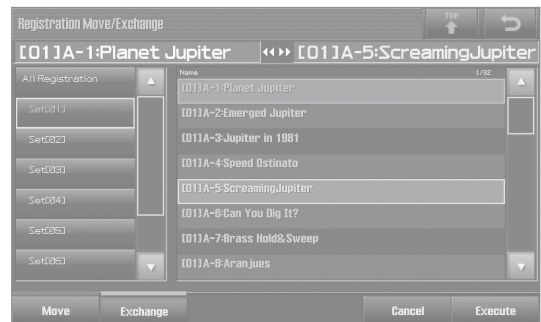 Registration Move/Exchange
TOP
[01]A-1:Planet Jupiter [01]A-5:ScreamingJupiter
All Registration
Name 1/32
[01]A-1:Planet Jupiter
Set[01]
[01]A-2:Emerged Jupiter
Set[02]
[01]A-3:Jupiter in 1981
Set[03]
[01]A-4:Speed Ostinato
Set[04]
[01]A-5:ScreamingJupiter
[01]A-6:Can You Dig It?
Set[05]
[01]A-7:Brass Hold&Sweep
Set[06]
[01]A-8:Aranjues
Move Exchange Cancel Execute